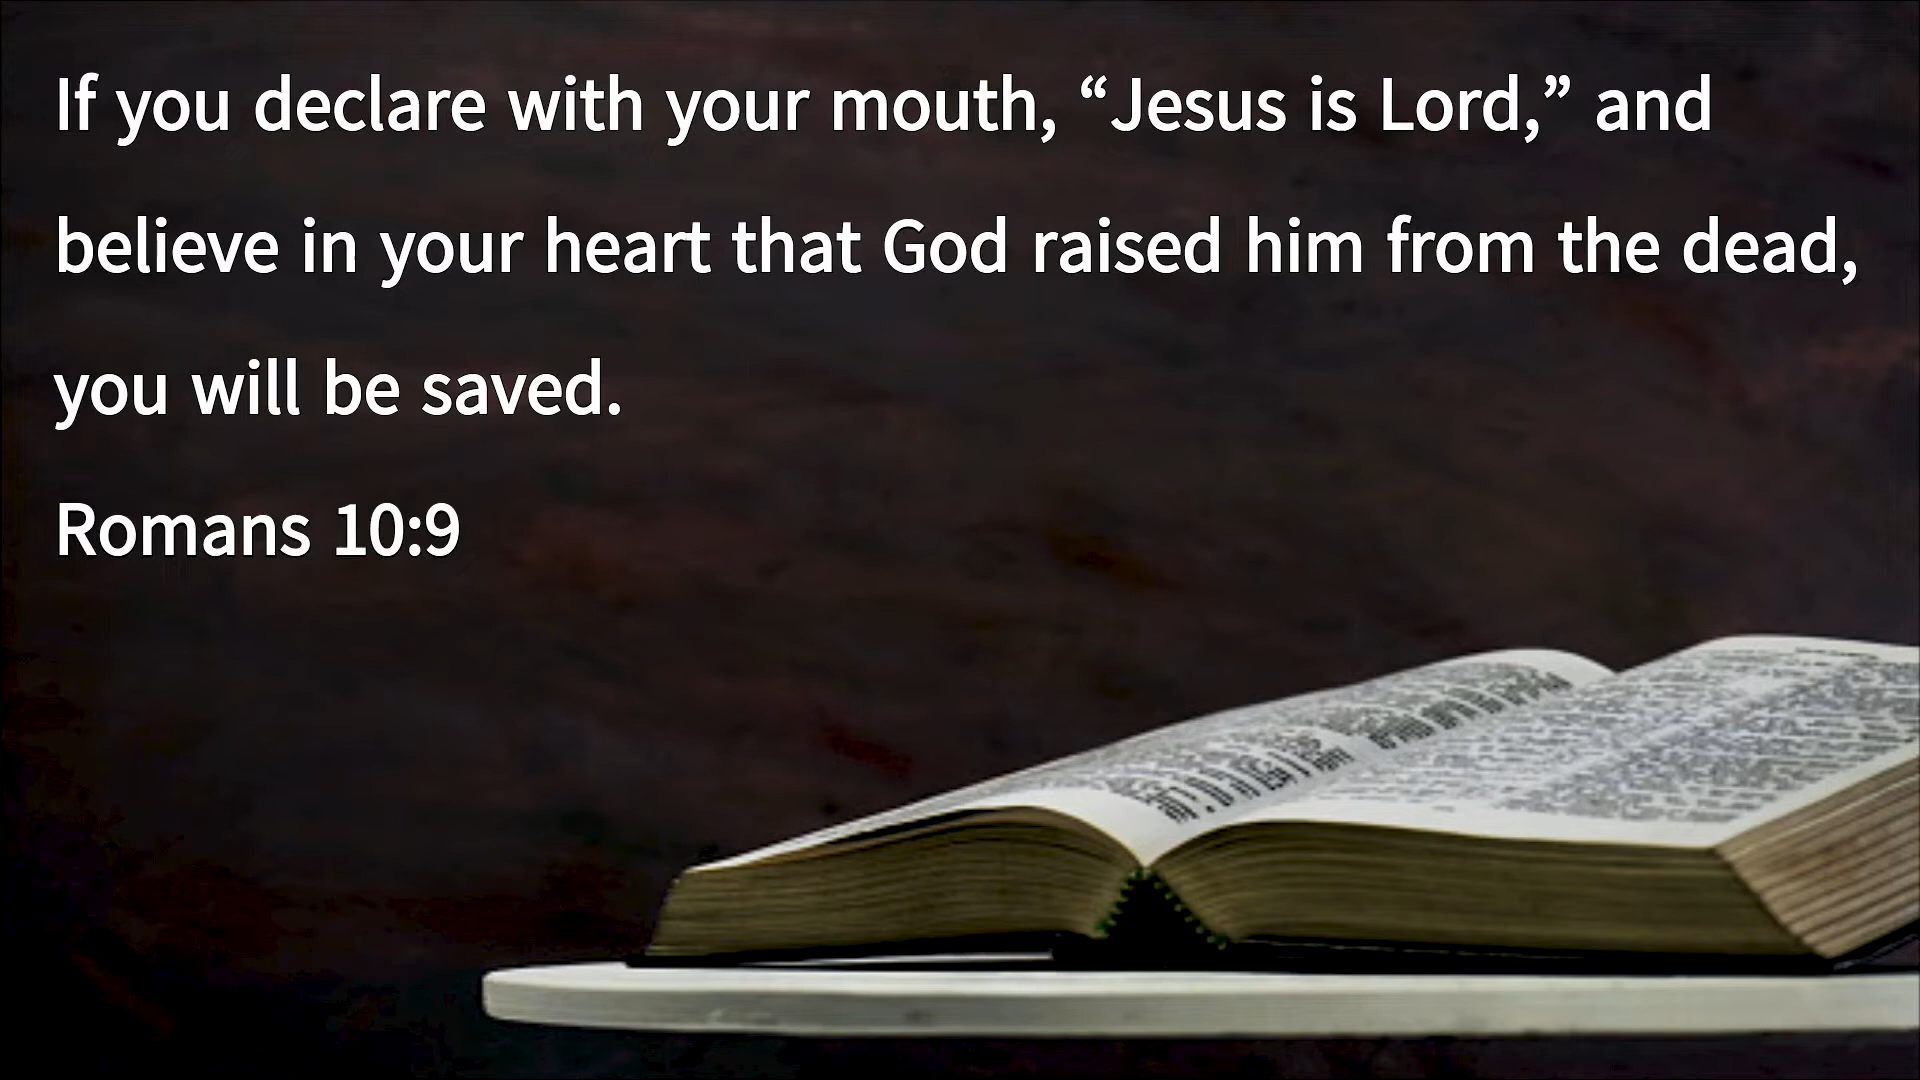 If you declare with your mouth, “Jesus is Lord,” and
believe in your heart that God raised him from the dead,
you will be saved.
Romans 10:9